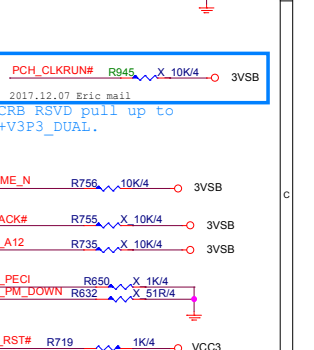 PCH_CLKRUN# R945 X_10K/4 3VSB
2017.12.07 Eric mail
CRB RSVD pull up to
+V3P3_DUAL.
ME_N R756 10K/4 3VSB
ACK# R755 X_10K/4 3VSB
C
_A12 R735 X_10K/4 3VSB
_PECI R650 X_1K/4
_PM_DOWN R632 X_51R/4
_RST# R719 1K/4 VCC3